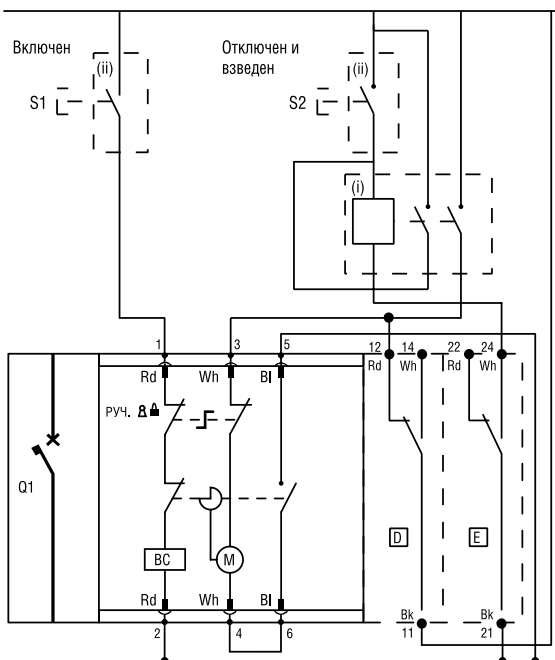 Включен
Отключен и
взведен
(ii)
(ii)
S1
S2
(i)
1
3
5
12
14
22
24
Rd
Wh
Bl
Rd
Wh
Rd
Wh
РУЧ.
Q1
D
E
BC
M
Rd
Wh
Bl
Bk
Bk
2
4
6
11
21